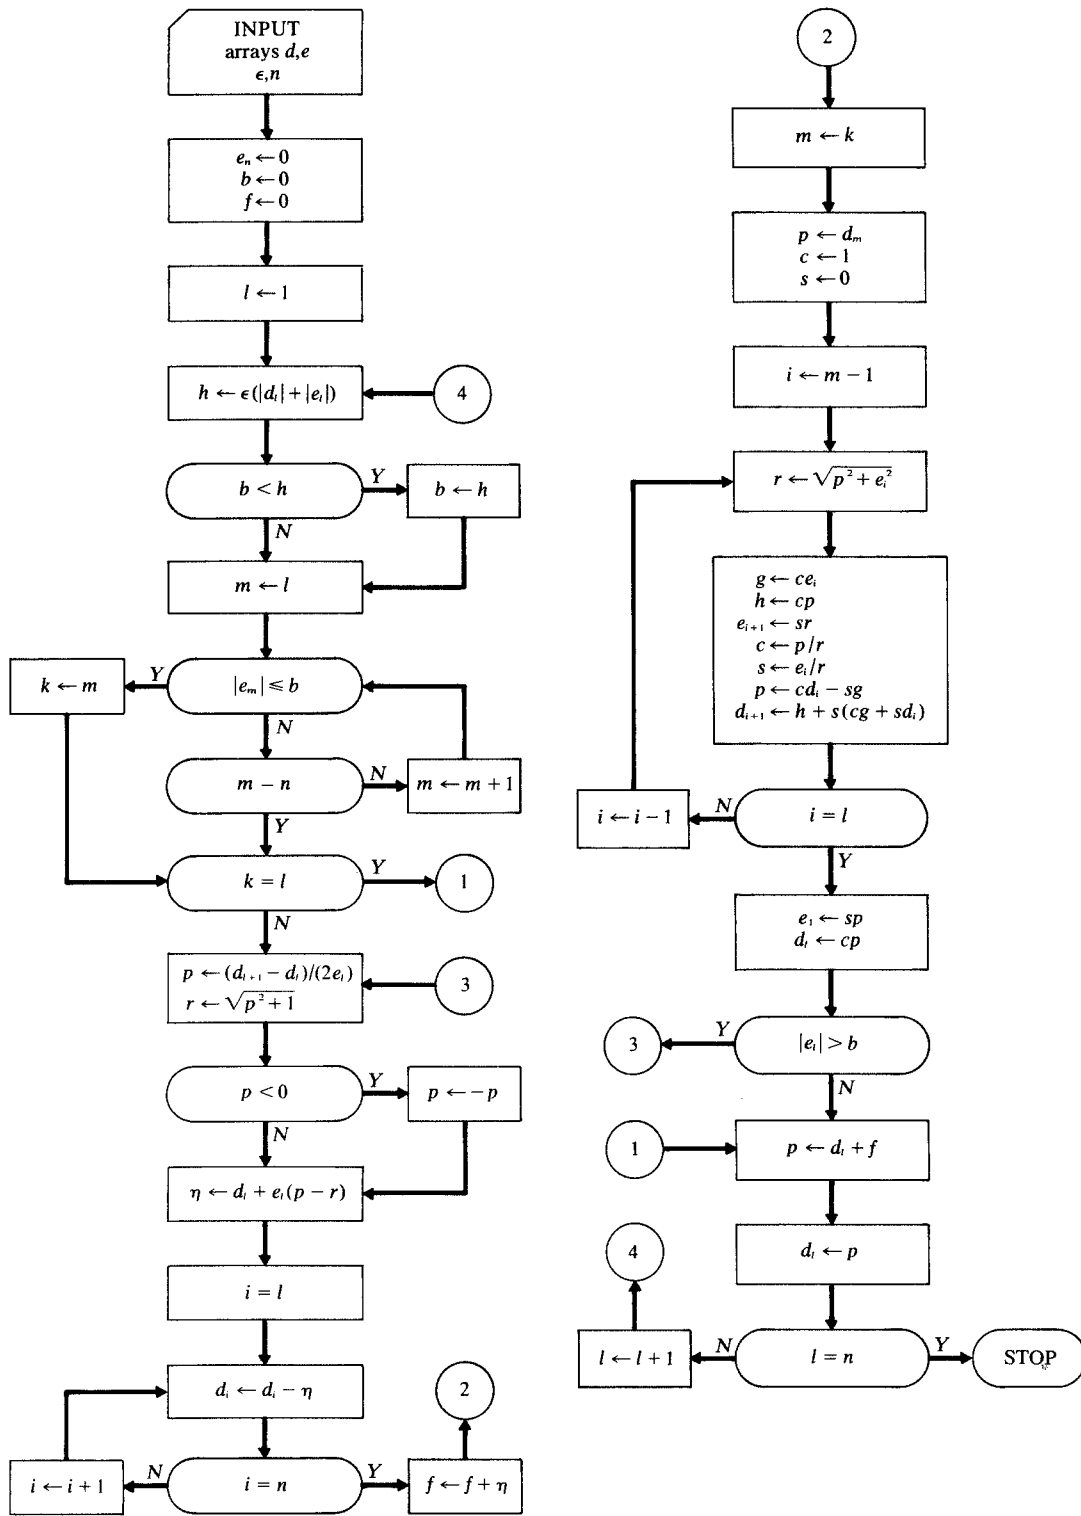 INPUT
arrays d,e
ϵ,n
eₙ ← 0
b ← 0
f ← 0
l ← 1
h ← ϵ(|dₗ| + |eₗ|)
4
b < h
Y
b ← h
N
m ← l
k ← m
Y
|eₘ| ≤ b
N
m − n
N
m ← m + 1
Y
k = l
Y
1
N
p ← (dₗ₊₁ − dₗ)/(2eₗ)
r ← √(p² + 1)
3
p < 0
Y
p ← −p
N
η ← dₗ + eₗ(p − r)
i = l
dᵢ ← dᵢ − η
2
i ← i + 1
N
i = n
Y
f ← f + η
2
m ← k
p ← dₘ
c ← 1
s ← 0
i ← m − 1
r ← √(p² + eᵢ²)
g ← ceᵢ
h ← cp
eᵢ₊₁ ← sr
c ← p/r
s ← eᵢ/r
p ← cdᵢ − sg
dᵢ₊₁ ← h + s(cg + sdᵢ)
i ← i − 1
N
i = l
Y
e₁ ← sp
dₗ ← cp
3
Y
|eₗ| > b
N
1
p ← dₗ + f
4
dₗ ← p
l ← l + 1
N
l = n
Y
STOP